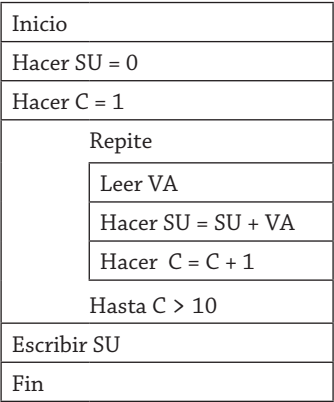 Inicio
Hacer SU = 0
Hacer C = 1
Repite
Leer VA
Hacer SU = SU + VA
Hacer C = C + 1
Hasta C > 10
Escribir SU
Fin